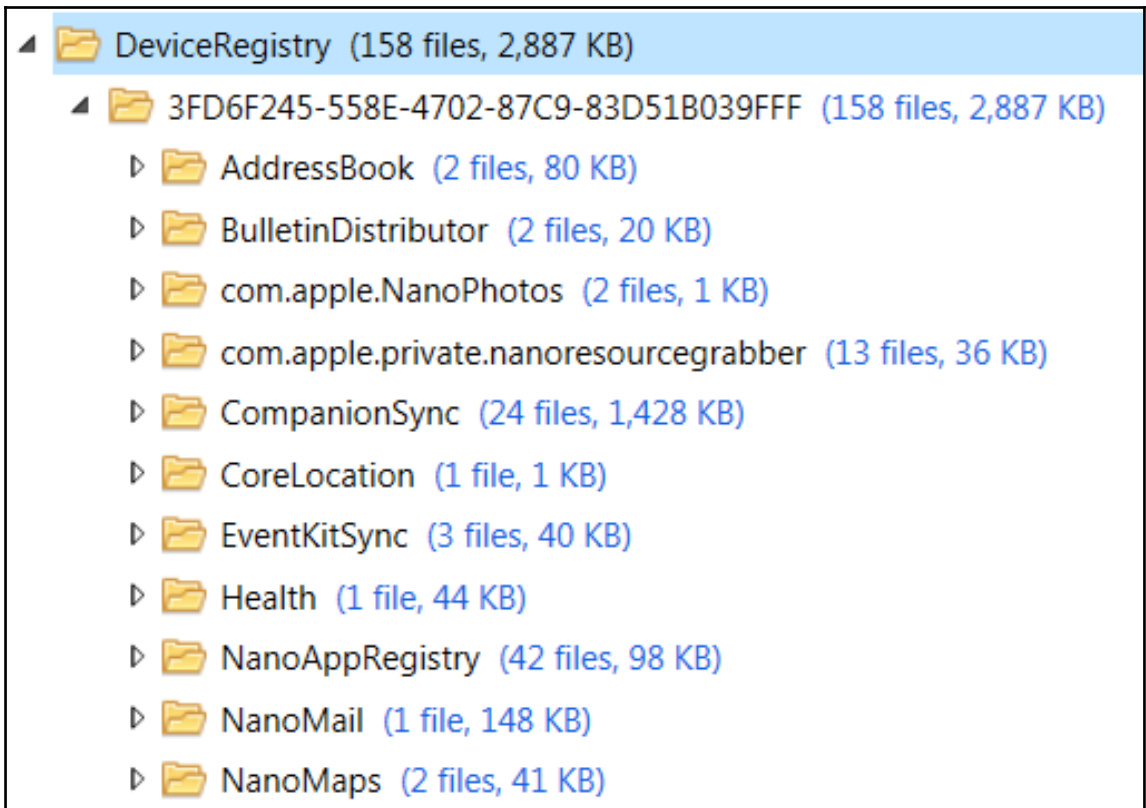 DeviceRegistry (158 files, 2,887 KB)
3FD6F245-558E-4702-87C9-83D51B039FFF (158 files, 2,887 KB)
AddressBook (2 files, 80 KB)
BulletinDistributor (2 files, 20 KB)
com.apple.NanoPhotos (2 files, 1 KB)
com.apple.private.nanoresourcegrabber (13 files, 36 KB)
CompanionSync (24 files, 1,428 KB)
CoreLocation (1 file, 1 KB)
EventKitSync (3 files, 40 KB)
Health (1 file, 44 KB)
NanoAppRegistry (42 files, 98 KB)
NanoMail (1 file, 148 KB)
NanoMaps (2 files, 41 KB)